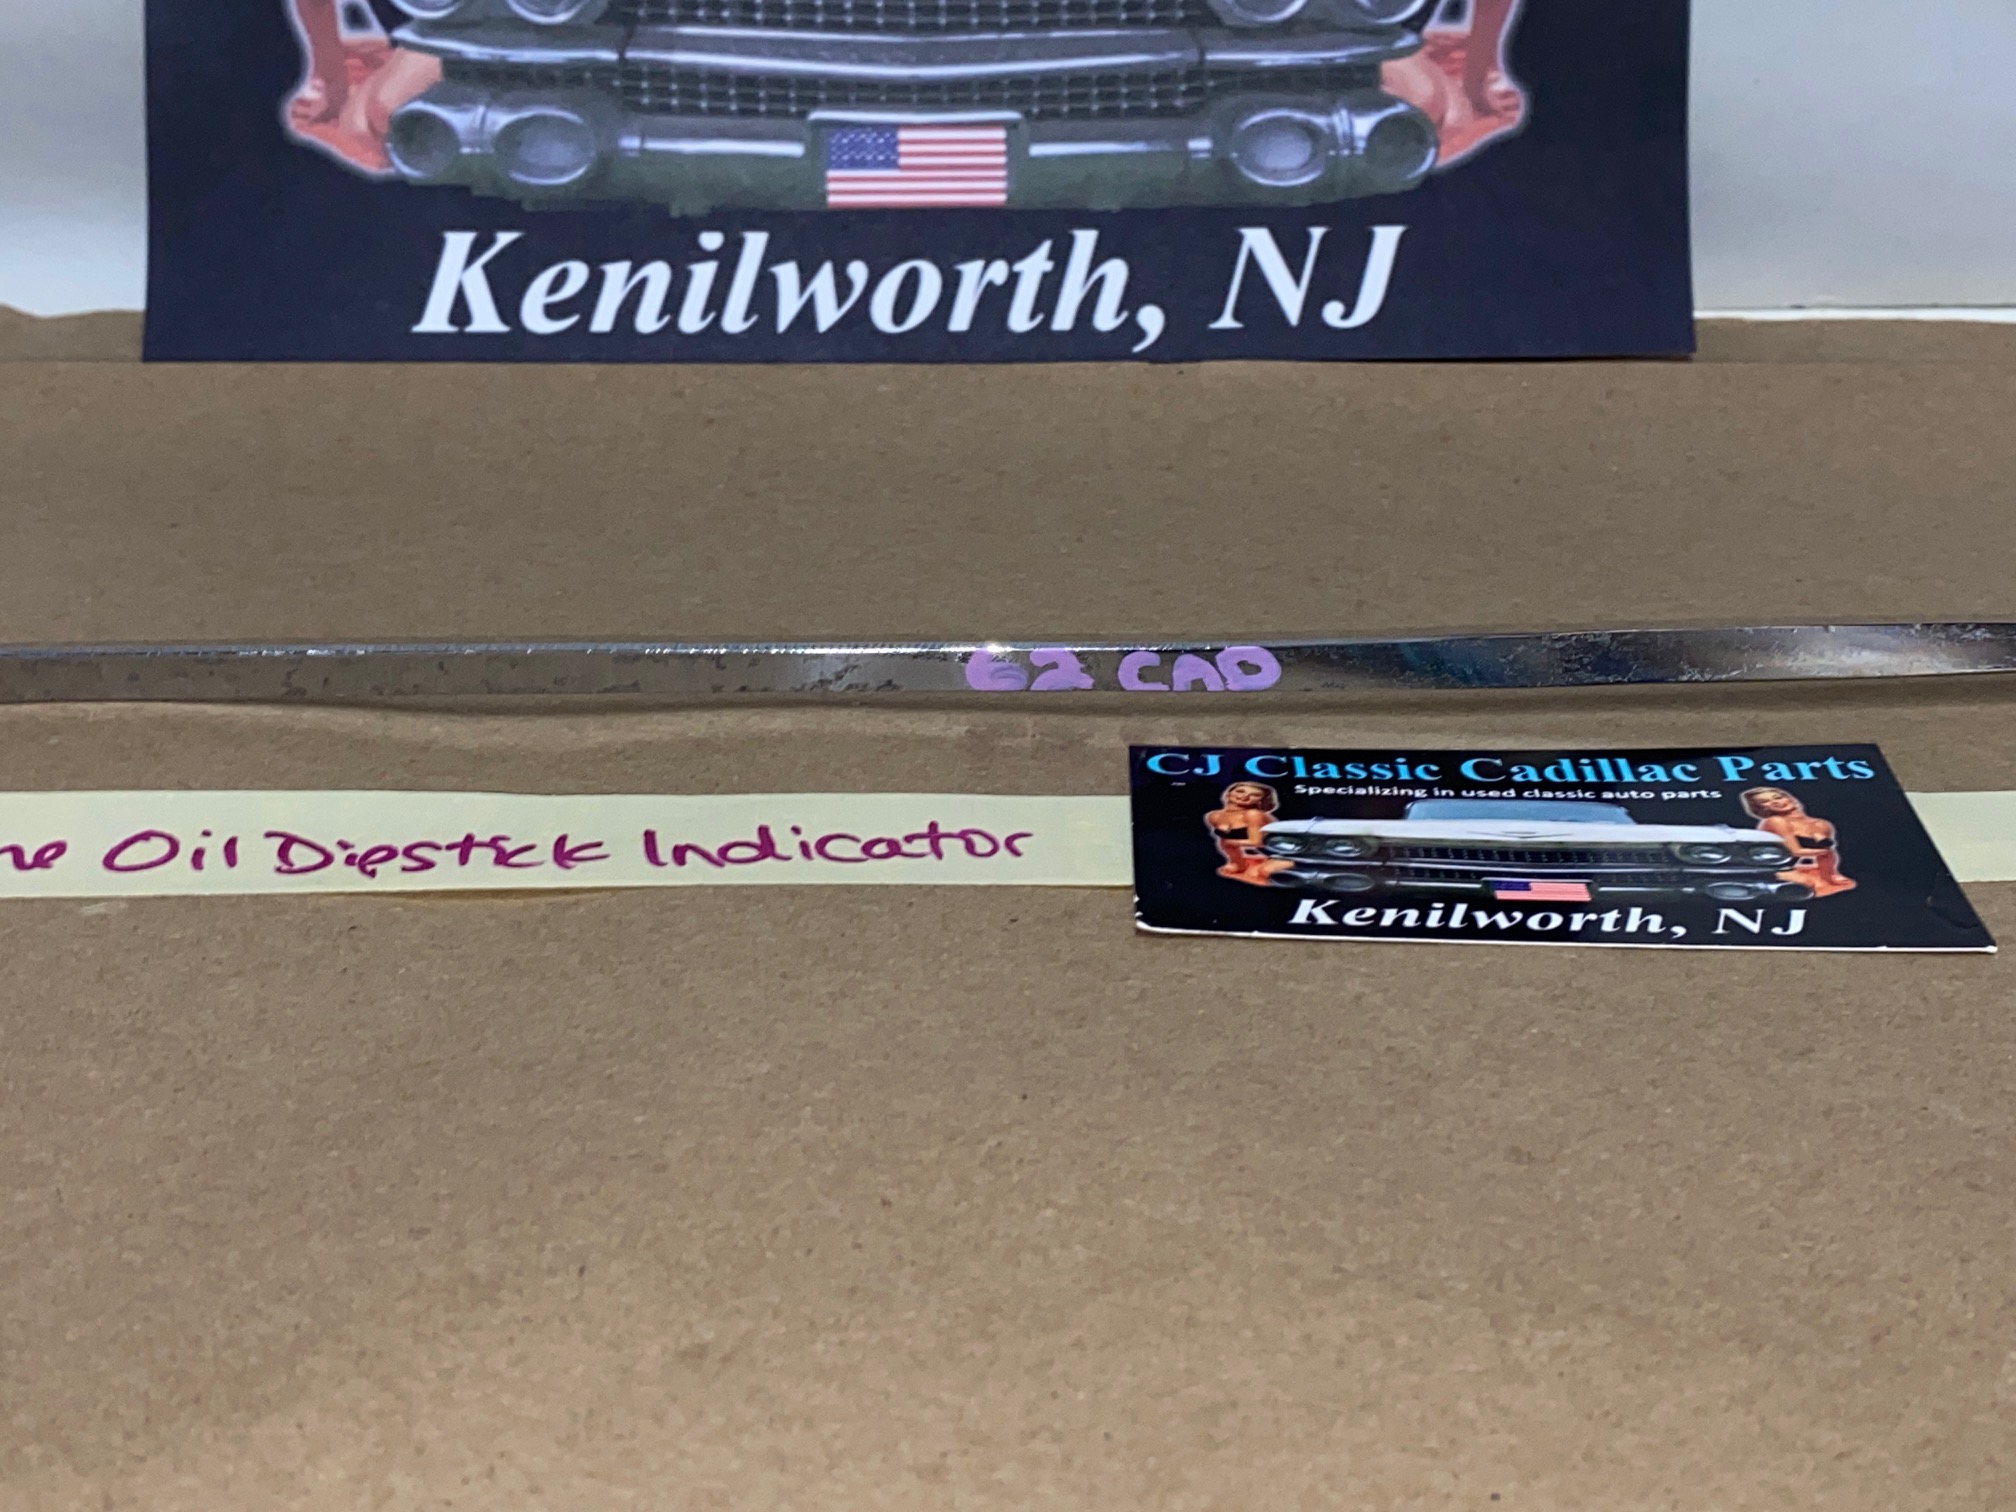 Kenilworth, NJ
62 CAD
ne Oil Dipstick Indicator
CJ Classic Cadillac Parts
Specializing in used classic auto parts
Kenilworth, NJ